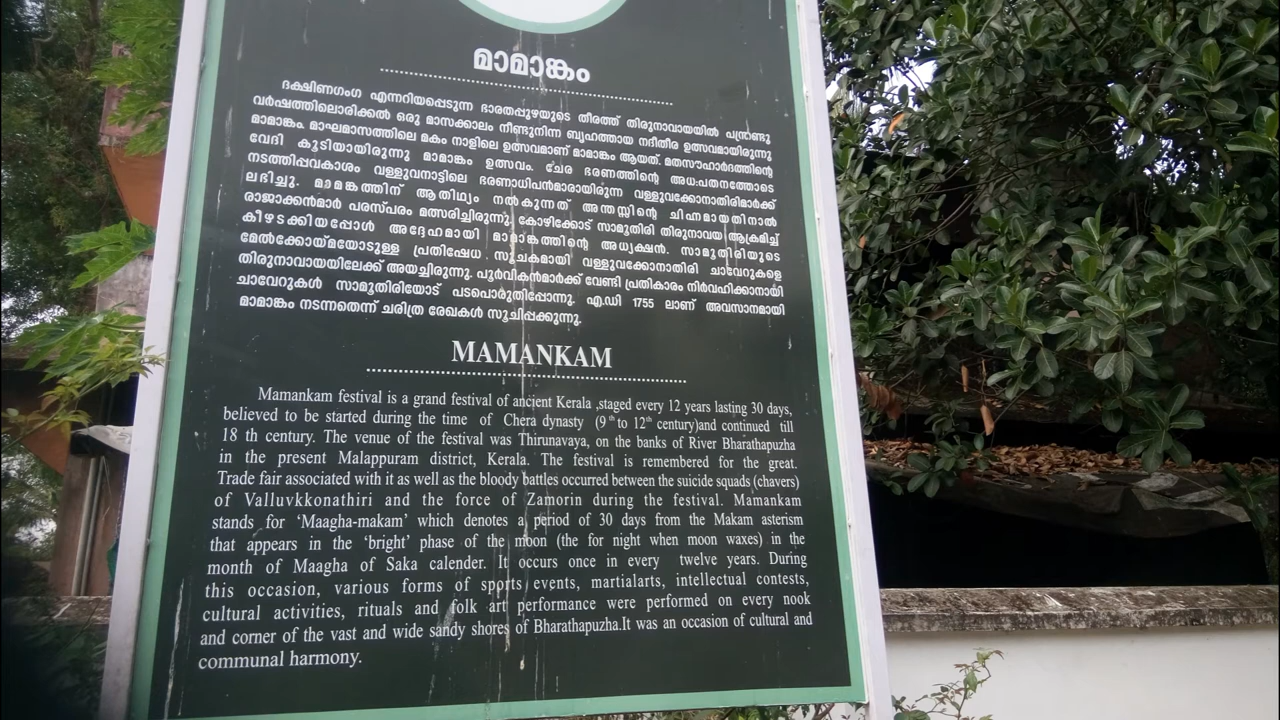 മാമാങ്കം
ദക്ഷിണഗംഗ എന്നറിയപ്പെടുന്ന ഭാരതപ്പുഴയുടെ തീരത്ത് തിരുനാവായയിൽ പന്ത്രണ്ടു
വർഷത്തിലൊരിക്കൽ ഒരു മാസക്കാലം നീണ്ടുനിന്ന ബൃഹത്തായ നദീതീര ഉത്സവമായിരുന്നു
മാമാങ്കം. മാഘമാസത്തിലെ മകം നാളിലെ ഉത്സവമാണ് മാമാങ്കം ആയത്. മതസൗഹാർദത്തിന്റെ
വേദി കൂടിയായിരുന്നു മാമാങ്കം ഉത്സവം. ചേര ഭരണത്തിന്റെ അധഃപതനത്തോടെ
നടത്തിപ്പവകാശം വള്ളുവനാട്ടിലെ ഭരണാധിപൻമാരായിരുന്ന വള്ളുവക്കോനാതിരിമാർക്ക്
ലഭിച്ചു. മാമങ്കത്തിന് ആതിഥ്യം നൽകുന്നത് അന്തസ്സിന്റെ ചിഹ്നമായതിനാൽ
രാജാക്കൻമാർ പരസ്പരം മത്സരിച്ചിരുന്നു. കോഴിക്കോട് സാമൂതിരി തിരുനാവായ ആക്രമിച്ച്
കീഴടക്കിയപ്പോൾ അദ്ദേഹമായി മാമാങ്കത്തിന്റെ അധ്യക്ഷൻ. സാമൂതിരിയുടെ
മേൽക്കോയ്മയോടുള്ള പ്രതിഷേധ സൂചകമായി വള്ളുവക്കോനാതിരി ചാവേറുകളെ
തിരുനാവായയിലേക്ക് അയച്ചിരുന്നു. പൂർവികൻമാർക്ക് വേണ്ടി പ്രതികാരം നിർവഹിക്കാനായി
ചാവേറുകൾ സാമൂതിരിയോട് പടപൊരുതിപ്പോന്നു. എ.ഡി 1755 ലാണ് അവസാനമായി
മാമാങ്കം നടന്നതെന്ന് ചരിത്ര രേഖകൾ സൂചിപ്പക്കുന്നു.
MAMANKAM
Mamankam festival is a grand festival of ancient Kerala ,staged every 12 years lasting 30 days,
believed to be started during the time of Chera dynasty (9 th to 12th century)and continued till
18 th century. The venue of the festival was Thirunavaya, on the banks of River Bharathapuzha
in the present Malappuram district, Kerala. The festival is remembered for the great.
Trade fair associated with it as well as the bloody battles occurred between the suicide squads (chavers)
of Valluvkkonathiri and the force of Zamorin during the festival. Mamankam
stands for ‘Maagha-makam’ which denotes a period of 30 days from the Makam asterism
that appears in the ‘bright’ phase of the moon (the for night when moon waxes) in the
month of Maagha of Saka calender. It occurs once in every twelve years. During
this occasion, various forms of sports events, martialarts, intellectual contests,
cultural activities, rituals and folk art performance were performed on every nook
and corner of the vast and wide sandy shores of Bharathapuzha.It was an occasion of cultural and
communal harmony.